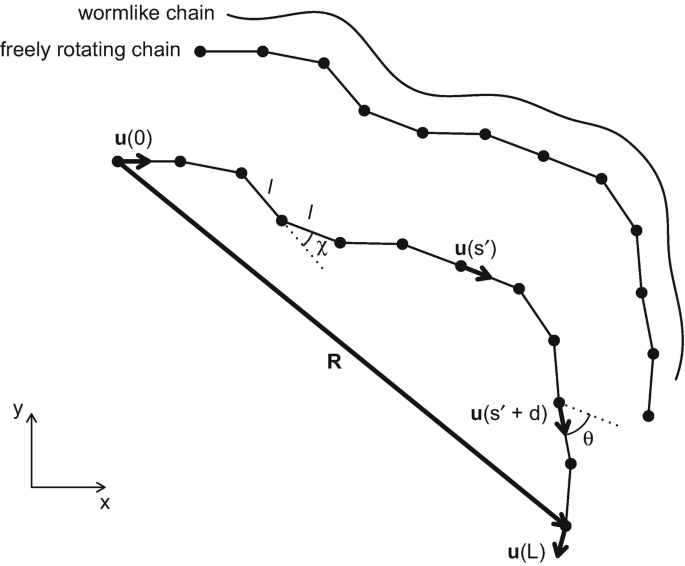 wormlike chain
freely rotating chain
u(0)
l
l
χ
u(s′)
R
y
u(s′ + d)
θ
x
u(L)